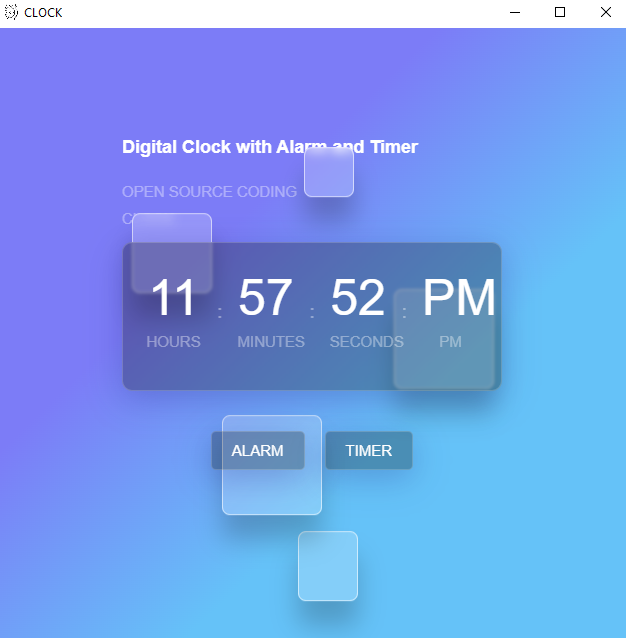 CLOCK
Digital Clock with Alarm and Timer
OPEN SOURCE CODING
11 : 57 : 52 : PM
HOURS MINUTES SECONDS PM
ALARM TIMER